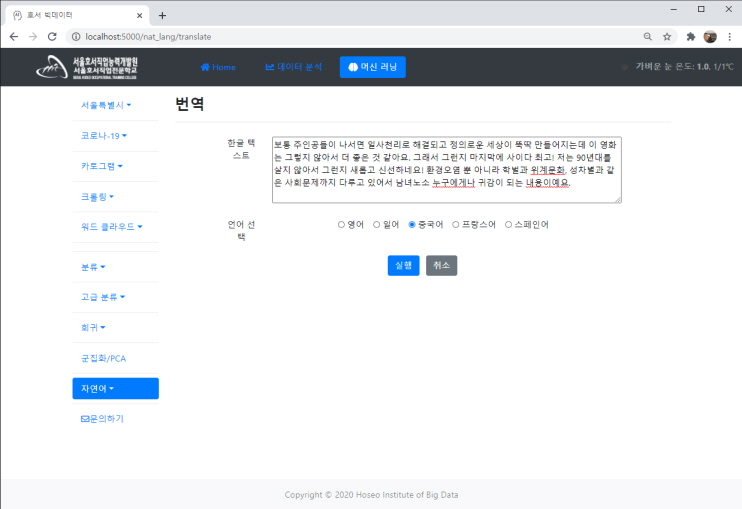 호서 빅데이터
localhost:5000/nat_lang/translate
서울호서직업능력개발원
서울호서직업전문학교
Home
데이터 분석
머신 러닝
가벼운 눈 온도: 1.0, 1/1℃
서울특별시
코로나-19
카토그램
크롤링
워드 클라우드
분류
고급 분류
회귀
군집화/PCA
자연어
문의하기
번역
한글 텍
스트
보통 주인공들이 나서면 일사천리로 해결되고 정의로운 세상이 뚝딱 만들어지는데 이 영화
는 그렇지 않아서 더 좋은 것 같아요. 그래서 그런지 마지막에 사이다 최고! 저는 90년대를
살지 않아서 그런지 새롭고 신선하네요! 환경오염 뿐 아니라 학벌과 위계문화, 성차별과 같
은 사회문제까지 다루고 있어서 남녀노소 누구에게나 귀감이 되는 내용이예요.
언어 선
택
영어 일어 중국어 프랑스어 스페인어
실행 취소
Copyright © 2020 Hoseo Institute of Big Data